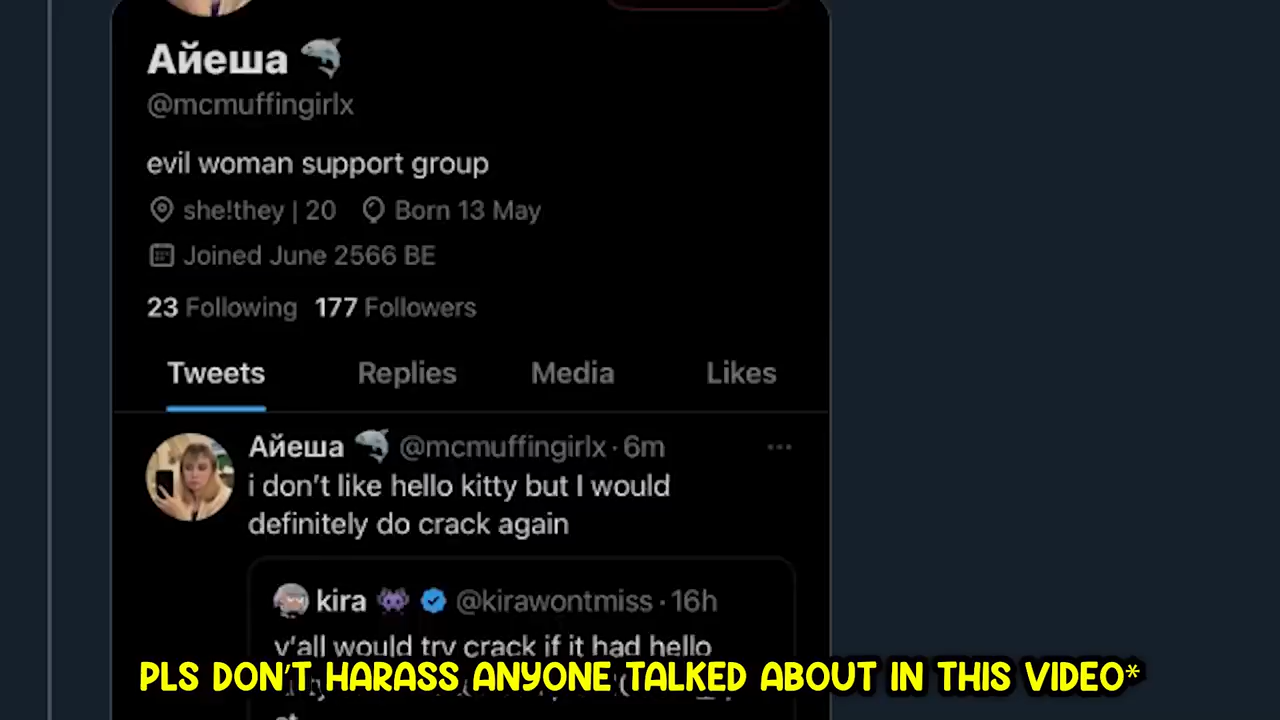 Айеша 🐬
@mcmuffingirlx
evil woman support group
she!they | 20 Born 13 May
Joined June 2566 BE
23 Following 177 Followers
Tweets Replies Media Likes
Айеша 🐬 @mcmuffingirlx · 6m
i don't like hello kitty but I would
definitely do crack again
kira 👾 @kirawontmiss · 16h
y'all would try crack if it had hello
PLS DON'T HARASS ANYONE TALKED ABOUT IN THIS VIDEO*